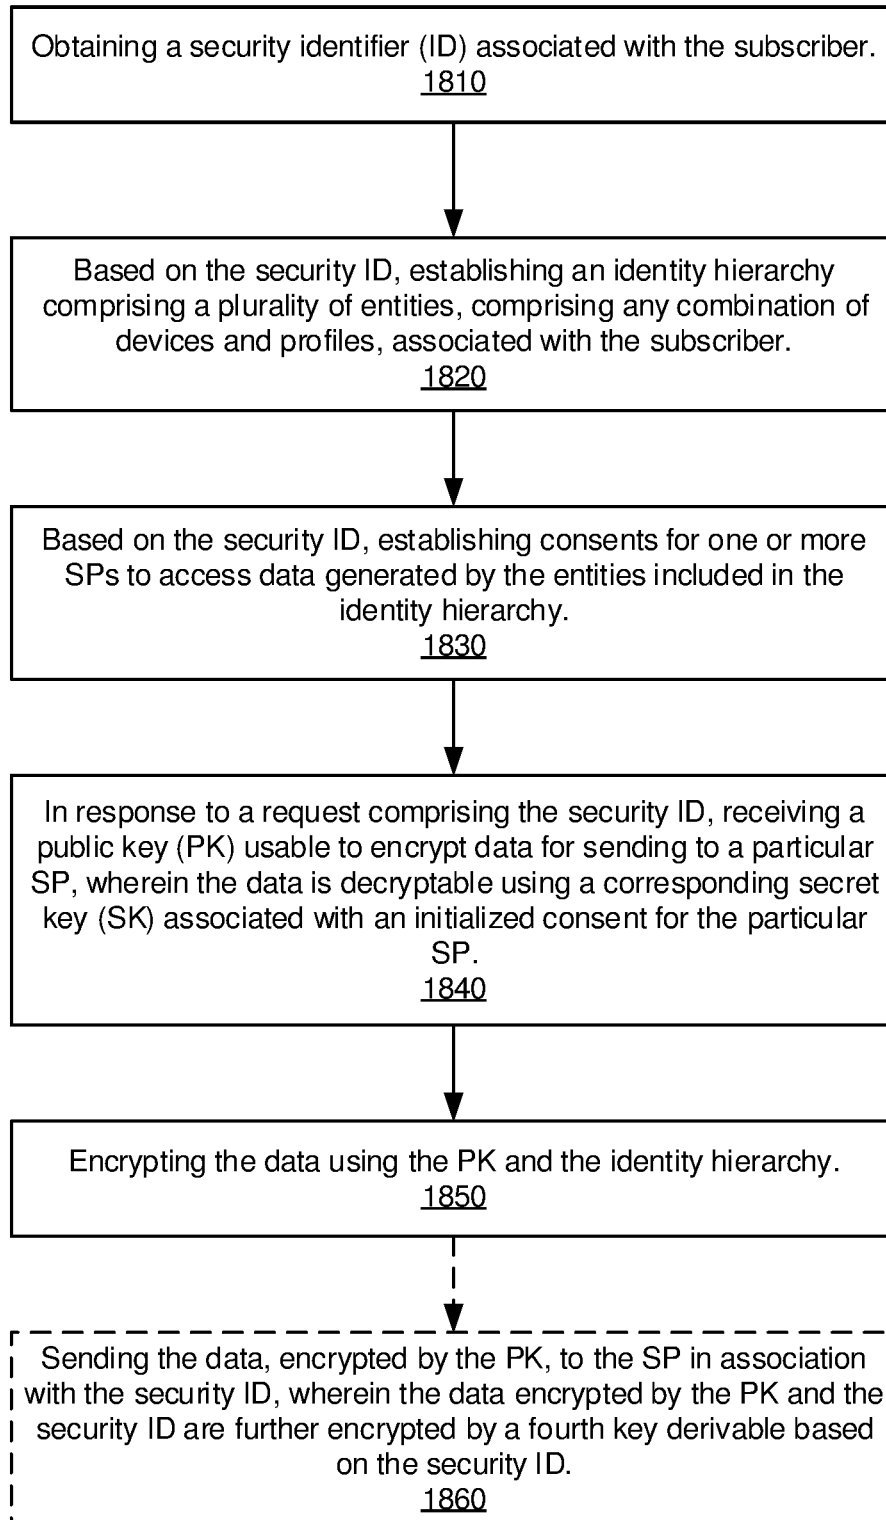 Obtaining a security identifier (ID) associated with the subscriber.
1810
Based on the security ID, establishing an identity hierarchy
comprising a plurality of entities, comprising any combination of
devices and profiles, associated with the subscriber.
1820
Based on the security ID, establishing consents for one or more
SPs to access data generated by the entities included in the
identity hierarchy.
1830
In response to a request comprising the security ID, receiving a
public key (PK) usable to encrypt data for sending to a particular
SP, wherein the data is decryptable using a corresponding secret
key (SK) associated with an initialized consent for the particular
SP.
1840
Encrypting the data using the PK and the identity hierarchy.
1850
Sending the data, encrypted by the PK, to the SP in association
with the security ID, wherein the data encrypted by the PK and the
security ID are further encrypted by a fourth key derivable based
on the security ID.
1860